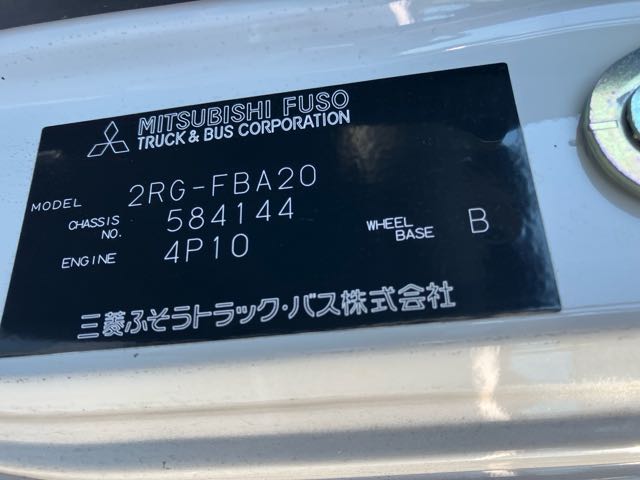 MITSUBISHI FUSO
TRUCK & BUS CORPORATION
MODEL 2RG-FBA20
CHASSIS NO. 584144
ENGINE 4P10 WHEEL BASE B
三菱ふそうトラック・バス株式会社